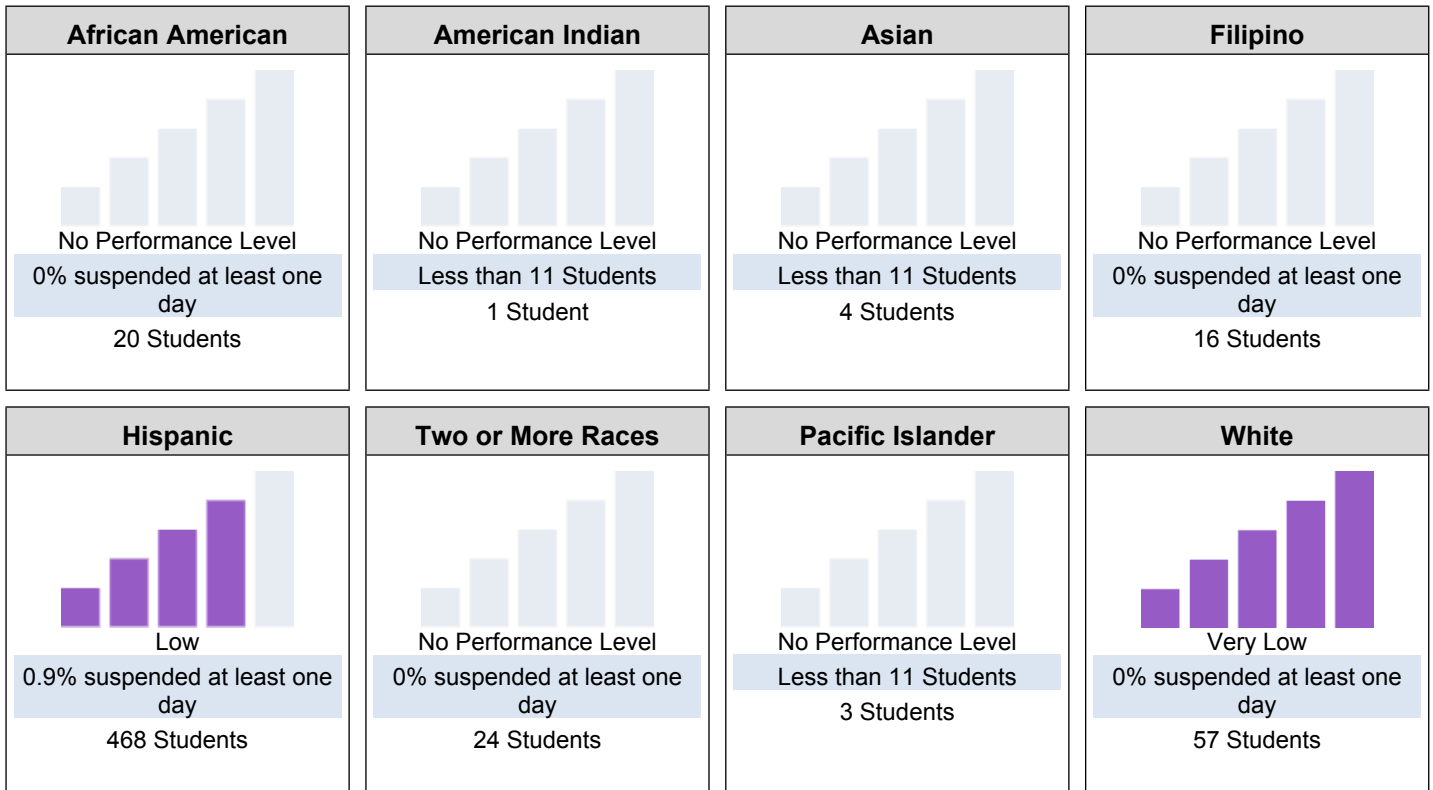 African American
No Performance Level
0% suspended at least one
day
20 Students
American Indian
No Performance Level
Less than 11 Students
1 Student
Asian
No Performance Level
Less than 11 Students
4 Students
Filipino
No Performance Level
0% suspended at least one
day
16 Students
Hispanic
Low
0.9% suspended at least one
day
468 Students
Two or More Races
No Performance Level
0% suspended at least one
day
24 Students
Pacific Islander
No Performance Level
Less than 11 Students
3 Students
White
Very Low
0% suspended at least one
day
57 Students